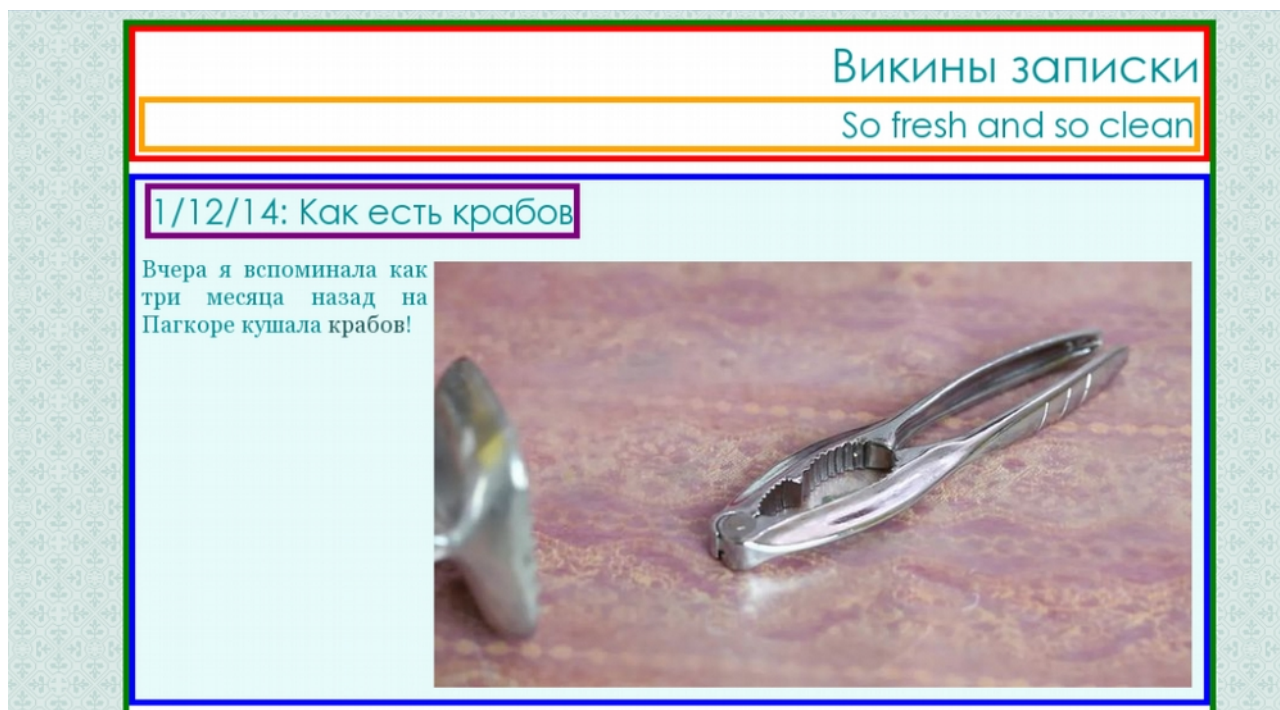 Викины записки
So fresh and so clean
1/12/14: Как есть крабов
Вчера я вспоминала как
три месяца назад на
Пагкоре кушала крабов!